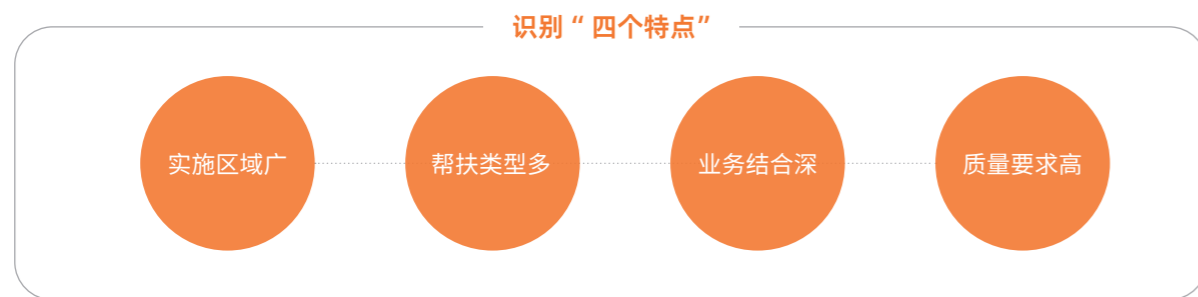 识别“四个特点”
实施区域广
帮扶类型多
业务结合深
质量要求高